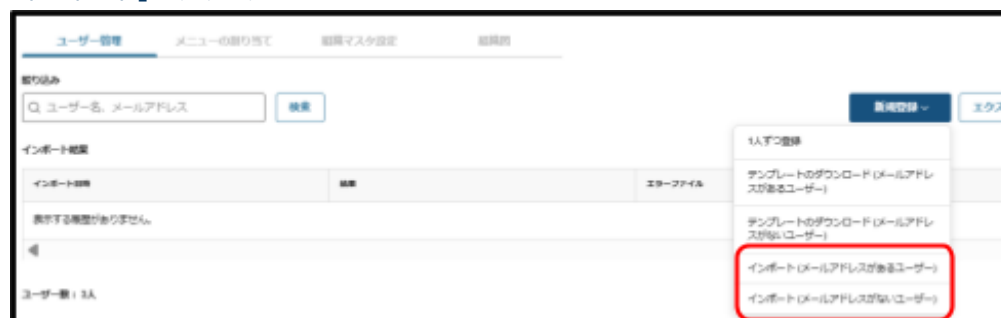 ユーザー管理 メニューの割り当て 組織マスタ設定 組織図
絞り込み
ユーザー名、メールアドレス 検索 新規登録 エクス
インポート結果
インポート日時 結果 エラーファイル
表示する履歴がありません。
1人ずつ登録
テンプレートのダウンロード (メールアドレ
スがあるユーザー)
テンプレートのダウンロード (メールアドレ
スがないユーザー)
インポート (メールアドレスがあるユーザー)
インポート (メールアドレスがないユーザー)
ユーザー数 : 3人